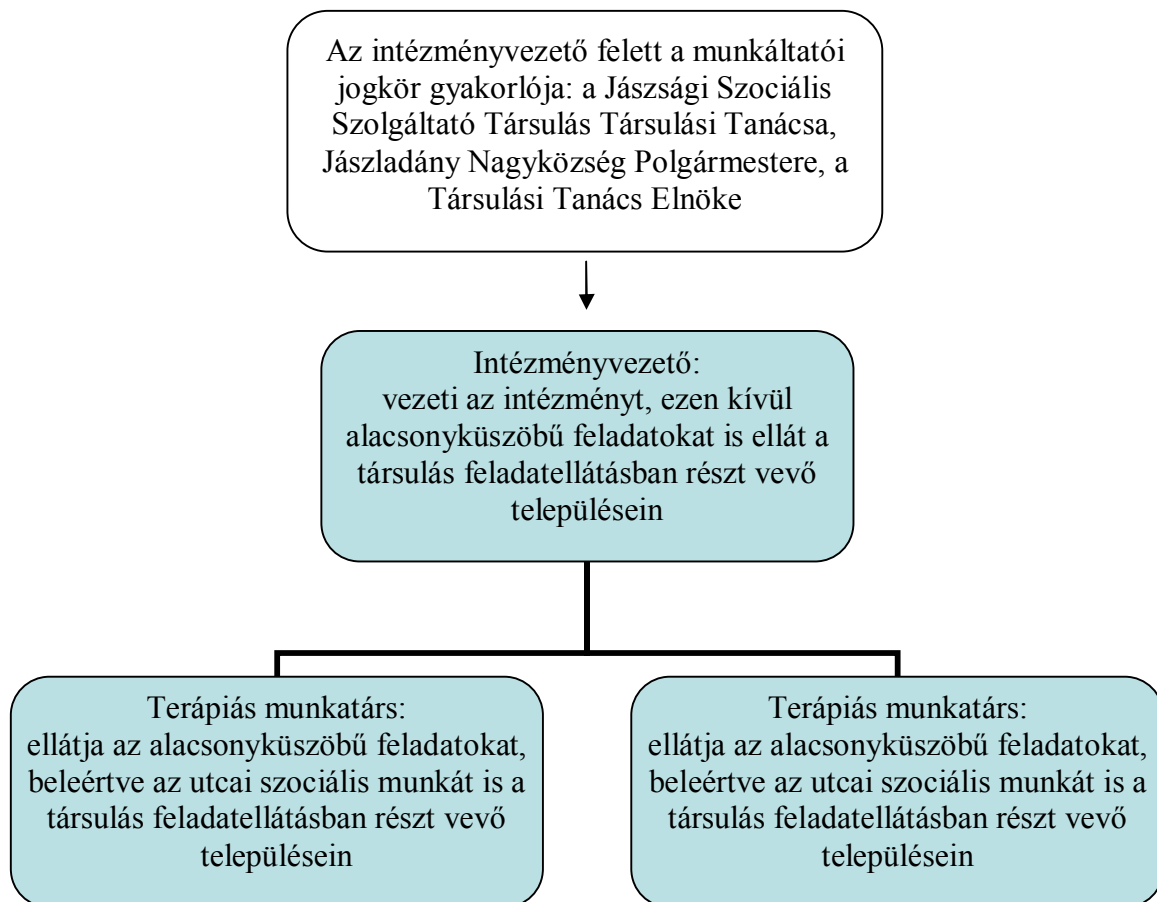 Az intézményvezető felett a munkáltatói
jogkör gyakorlója: a Jászsági Szociális
Szolgáltató Társulás Társulási Tanácsa,
Jászladány Nagyközség Polgármestere, a
Társulási Tanács Elnöke
Intézményvezető:
vezeti az intézményt, ezen kívül
alacsonyküszöbű feladatokat is ellát a
társulás feladatellátásban részt vevő
településein
Terápiás munkatárs:
ellátja az alacsonyküszöbű feladatokat,
beleértve az utcai szociális munkát is a
társulás feladatellátásban részt vevő
településein
Terápiás munkatárs:
ellátja az alacsonyküszöbű feladatokat,
beleértve az utcai szociális munkát is a
társulás feladatellátásban részt vevő
településein